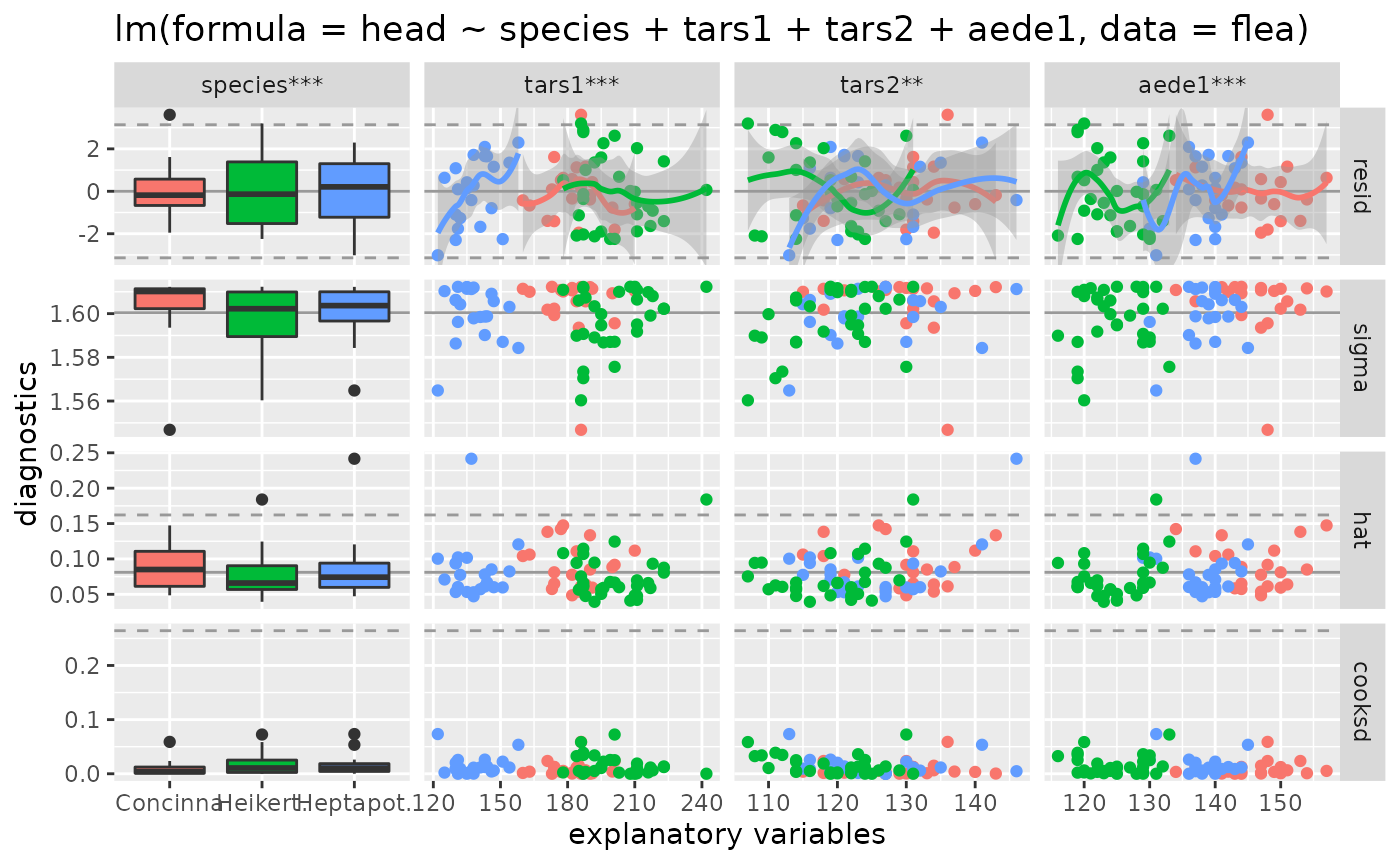 lm(formula = head ~ species + tars1 + tars2 + aede1, data = flea)
species*** tars1*** tars2** aede1***
diagnostics
2
0
-2
resid
1.60
1.58
1.56
sigma
0.25
0.20
0.15
0.10
0.05
hat
0.2
0.1
0.0
cooksd
Concinna Heikert. Heptapot. 120 150 180 210 240 110 120 130 140 120 130 140 150
explanatory variables